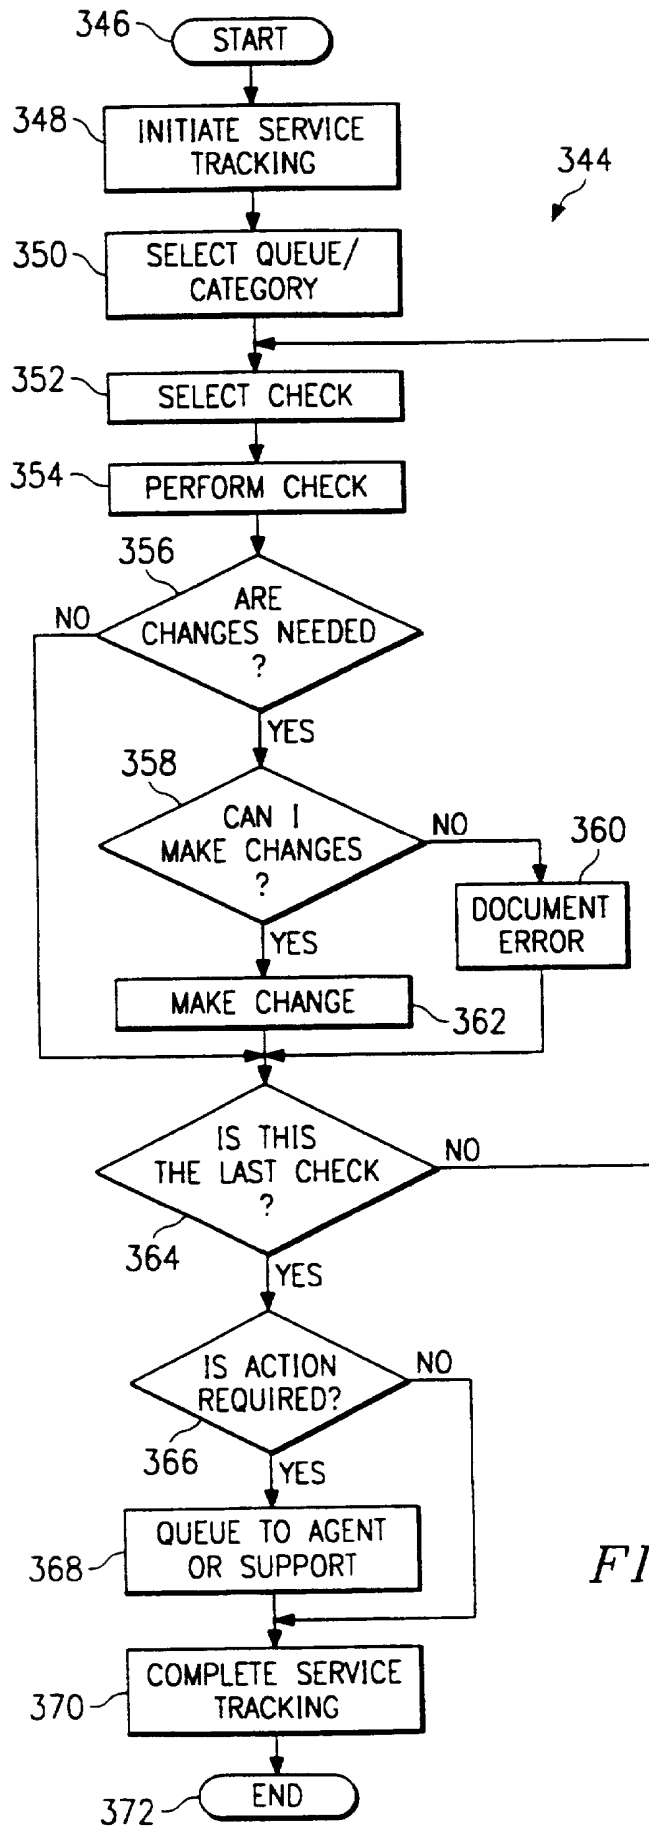 346
START
348
INITIATE SERVICE
TRACKING
344
350
SELECT QUEUE/
CATEGORY
352
SELECT CHECK
354
PERFORM CHECK
356
ARE
CHANGES NEEDED
?
NO
YES
358
CAN I
MAKE CHANGES
?
NO
360
DOCUMENT
ERROR
YES
MAKE CHANGE
362
IS THIS
THE LAST CHECK
?
NO
364
YES
IS ACTION
REQUIRED?
NO
366
YES
368
QUEUE TO AGENT
OR SUPPORT
370
COMPLETE SERVICE
TRACKING
372
END